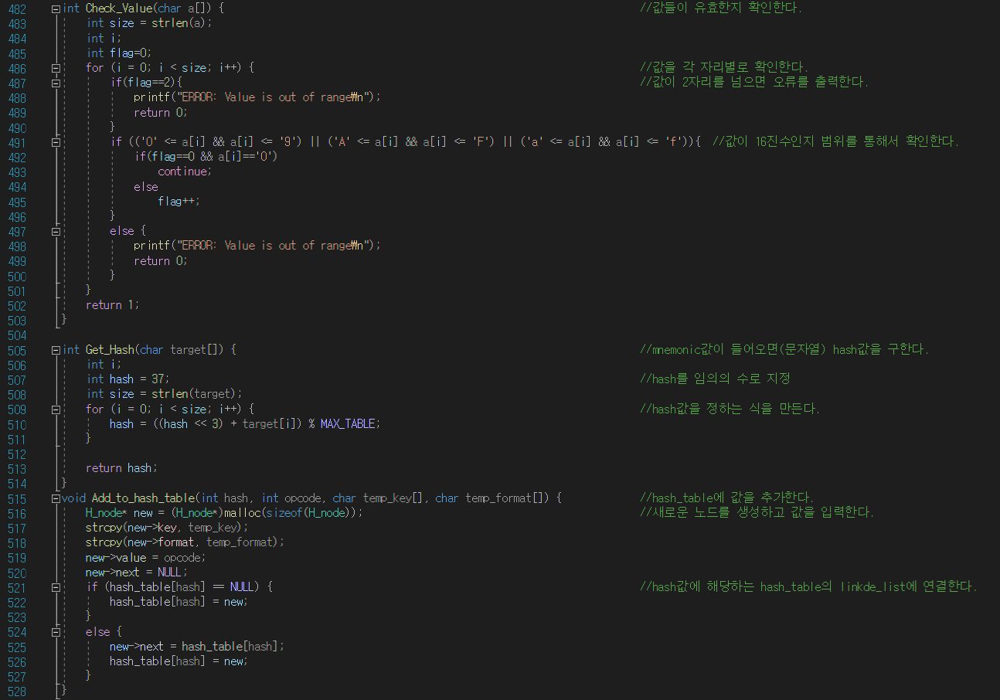 482 int Check_Value(char a[]) { //값들이 유효한지 확인한다.
483 int size = strlen(a);
484 int i;
485 int flag=0;
486 for (i = 0; i < size; i++) { //값을 각 자리별로 확인한다.
487 if(flag==2){ //값이 2자리를 넘으면 오류를 출력한다.
488 printf("ERROR: Value is out of range₩n");
489 return 0;
490 }
491 if (('0' <= a[i] && a[i] <= '9') || ('A' <= a[i] && a[i] <= 'F') || ('a' <= a[i] && a[i] <= 'f')){ //값이 16진수인지 범위를 통해서 확인한다.
492 if(flag==0 && a[i]=='0')
493 continue;
494 else
495 flag++;
496 }
497 else {
498 printf("ERROR: Value is out of range₩n");
499 return 0;
500 }
501 }
502 return 1;
503 }
504
505 int Get_Hash(char target[]) { //mnemonic값이 들어오면(문자열) hash값을 구한다.
506 int i;
507 int hash = 37; //hash를 임의의 수로 지정
508 int size = strlen(target);
509 for (i = 0; i < size; i++) { //hash값을 정하는 식을 만든다.
510 hash = ((hash << 3) + target[i]) % MAX_TABLE;
511 }
512
513 return hash;
514 }
515 void Add_to_hash_table(int hash, int opcode, char temp_key[], char temp_format[]) { //hash_table에 값을 추가한다.
516 H_node* new = (H_node*)malloc(sizeof(H_node)); //새로운 노드를 생성하고 값을 입력한다.
517 strcpy(new->key, temp_key);
518 strcpy(new->format, temp_format);
519 new->value = opcode;
520 new->next = NULL;
521 if (hash_table[hash] == NULL) { //hash값에 해당하는 hash_table의 linkde_list에 연결한다.
522 hash_table[hash] = new;
523 }
524 else {
525 new->next = hash_table[hash];
526 hash_table[hash] = new;
527 }
528 }